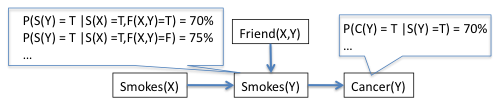 P(S(Y) = T |S(X) =T,F(X,Y)=T) = 70%
P(S(Y) = T |S(X) =T,F(X,Y)=F) = 75%
...
Friend(X,Y)
P(C(Y) = T |S(Y) =T) = 70%
...
Smokes(X)
Smokes(Y)
Cancer(Y)